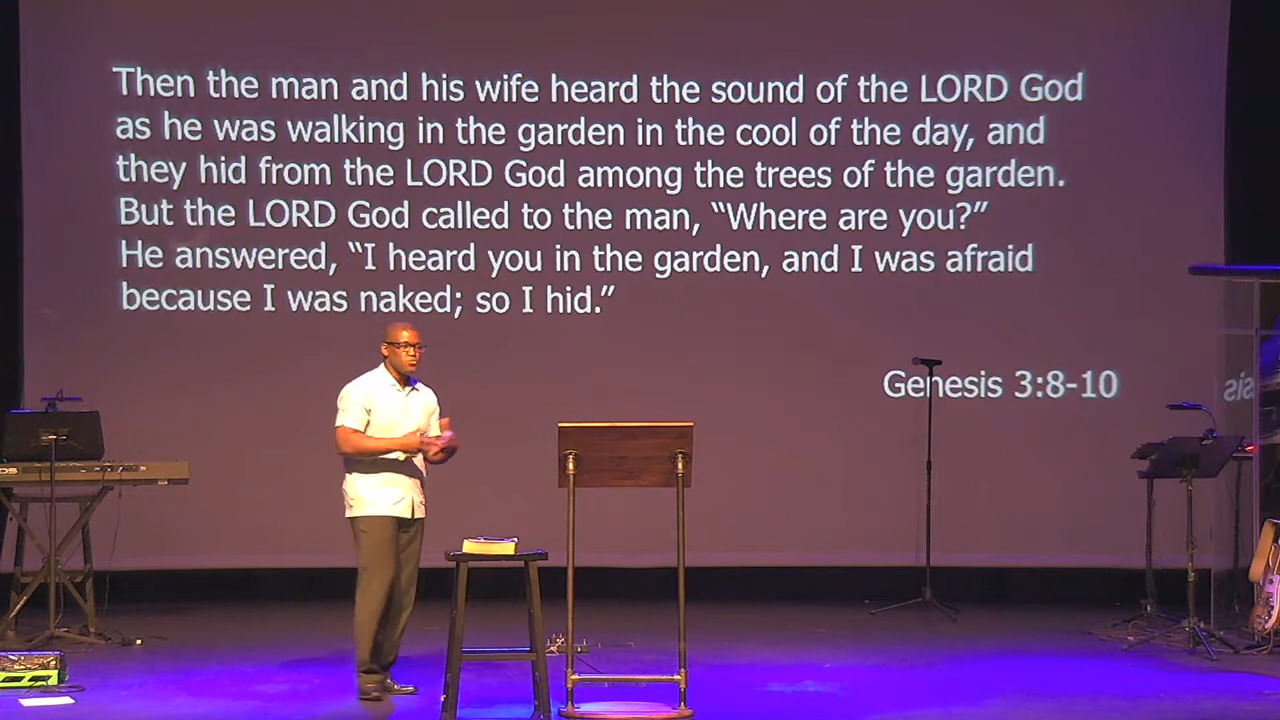 Then the man and his wife heard the sound of the LORD God
as he was walking in the garden in the cool of the day, and
they hid from the LORD God among the trees of the garden.
But the LORD God called to the man, “Where are you?”
He answered, “I heard you in the garden, and I was afraid
because I was naked; so I hid.”
Genesis 3:8-10